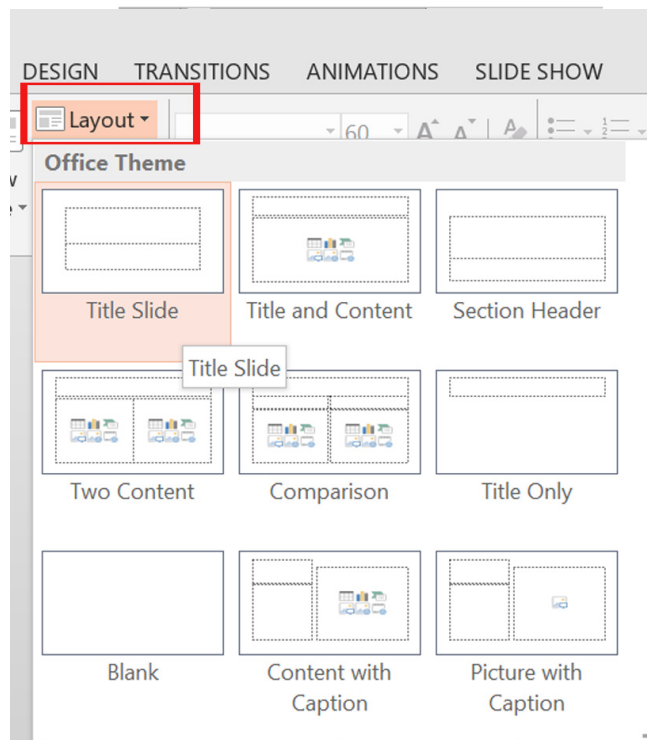 DESIGN TRANSITIONS ANIMATIONS SLIDE SHOW
Layout 60 A A A
Office Theme
Title Slide Title and Content Section Header
Title Slide
Two Content Comparison Title Only
Blank Content with Caption Picture with Caption